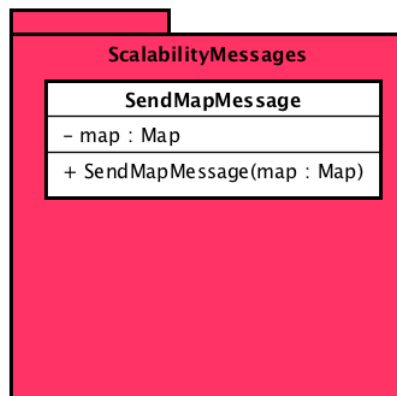 ScalabilityMessages
SendMapMessage
– map : Map
+ SendMapMessage(map : Map)